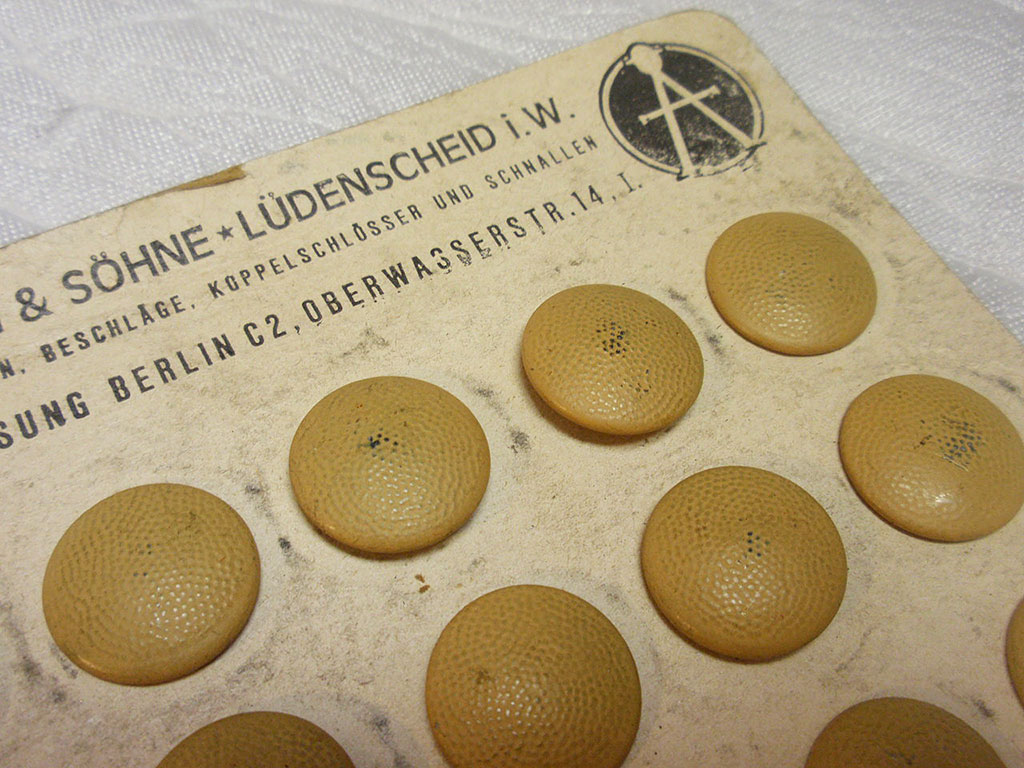 & SÖHNE ★ LÜDENSCHEID i.W.
N, BESCHLÄGE, KOPPELSCHLÖSSER UND SCHNALLEN
SUNG BERLIN C2, OBERWASSERSTR.14, I.